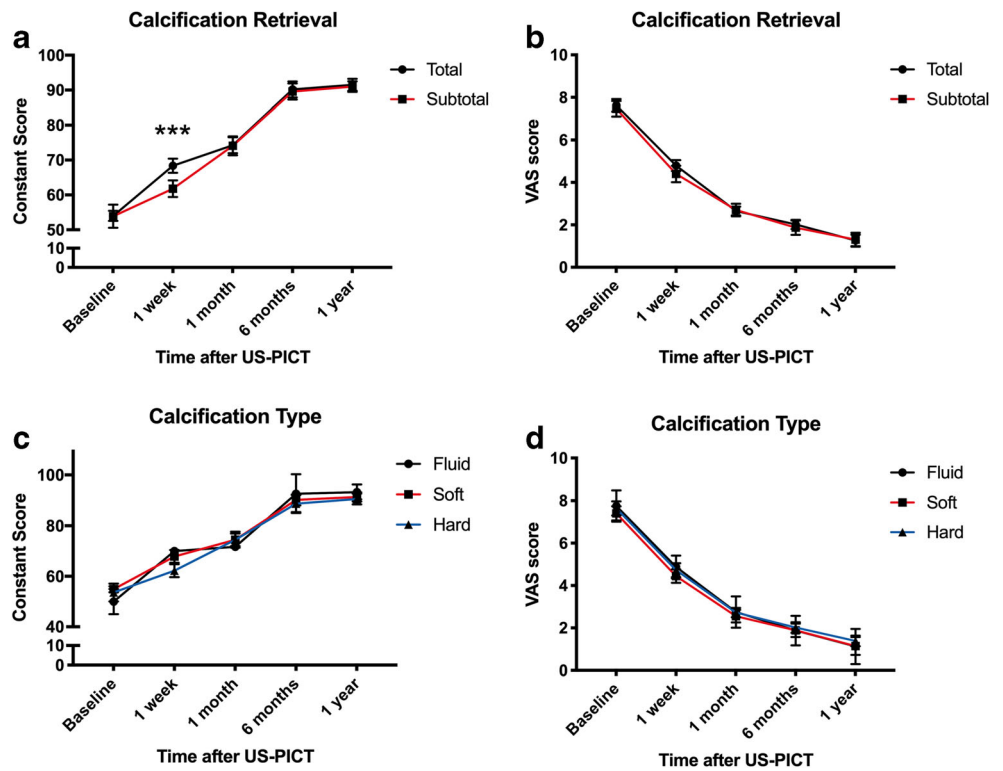 a
Calcification Retrieval
Constant Score
100
90
80
70
60
50
10
0
***
Total
Subtotal
Baseline
1 week
1 month
6 months
1 year
Time after US-PICT
b
Calcification Retrieval
VAS score
10
8
6
4
2
0
Total
Subtotal
Baseline
1 week
1 month
6 months
1 year
Time after US-PICT
c
Calcification Type
Constant Score
100
80
60
40
10
0
Fluid
Soft
Hard
Baseline
1 week
1 month
6 months
1 year
Time after US-PICT
d
Calcification Type
VAS score
10
8
6
4
2
0
Fluid
Soft
Hard
Baseline
1 week
1 month
6 months
1 year
Time after US-PICT